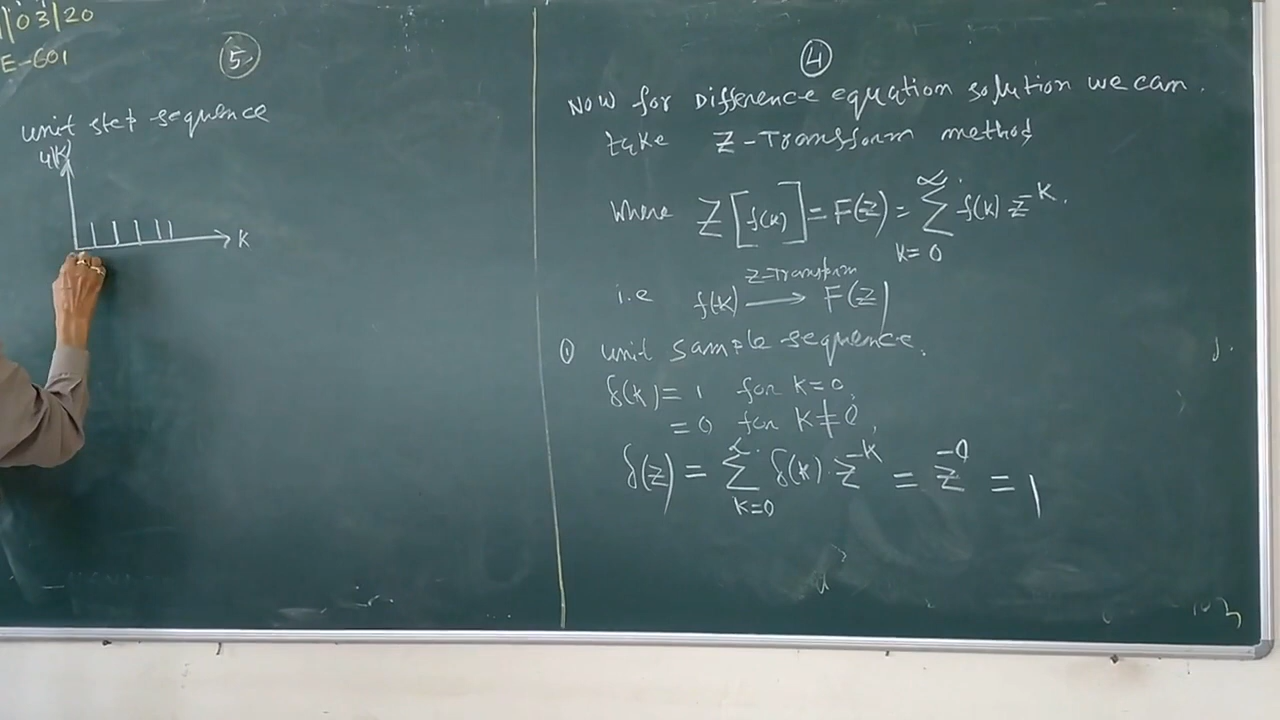 |03|20
E-601
⑤
unit step sequence
u(k)
K
④
Now for Difference equation solution we can.
take Z-Transform method
Where Z[f(k)] = F(z) = ∑_{K=0}^{∞} f(k) z^{-K}.
i.e f(k) ⟶ F(z)
Z-Transform
① unit sample sequence.
δ(k) = 1 for K=0,
= 0 for K≠0,
δ(z) = ∑_{K=0}^{∞} δ(k) · z^{-K} = z^{-0} = 1